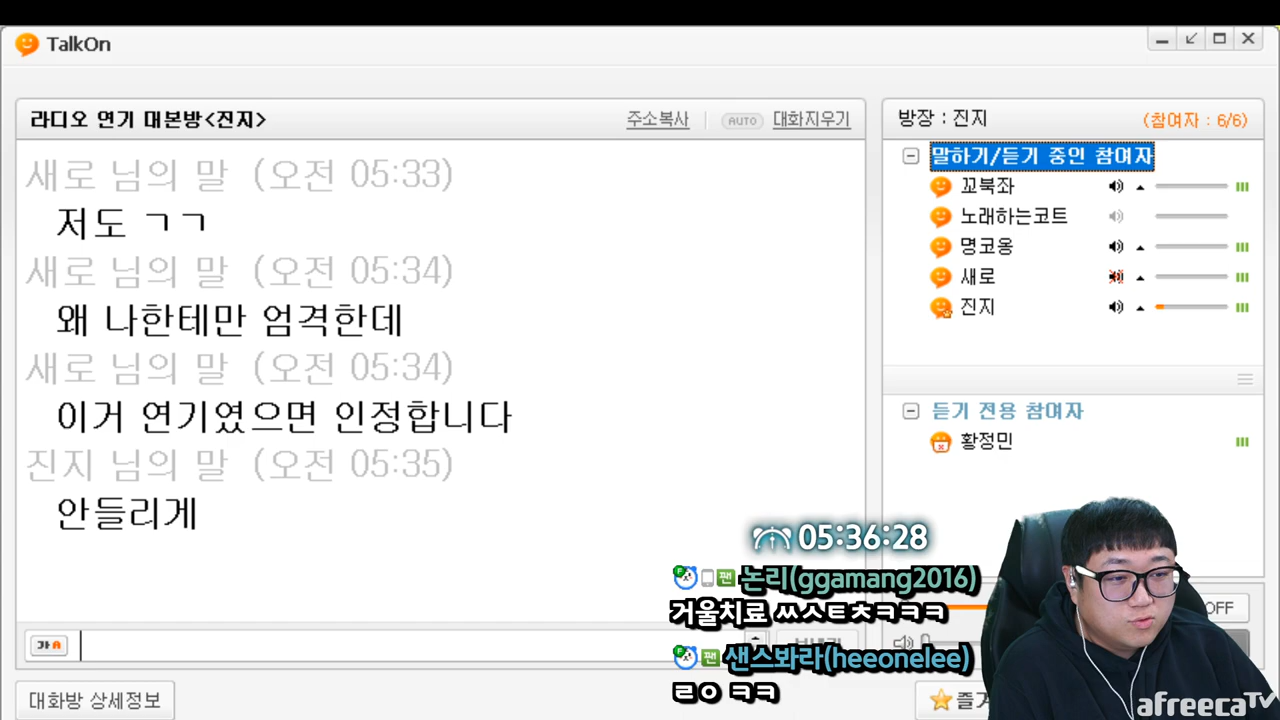 TalkOn
라디오 연기 대본방<진지>
주소복사
AUTO
대화지우기
새로 님의 말 (오전 05:33)
저도 ㄱㄱ
새로 님의 말 (오전 05:34)
왜 나한테만 엄격한데
새로 님의 말 (오전 05:34)
이거 연기였으면 인정합니다
진지 님의 말 (오전 05:35)
안들리게
가
대화방 상세정보
방장 : 진지
(참여자 : 6/6)
말하기/듣기 중인 참여자
꼬북좌
노래하는코트
명코옹
새로
진지
듣기 전용 참여자
황정민
05:36:28
F 짼 논리(ggamang2016)
거울치료 ㅆㅅㅌㅊㅋㅋㅋ
F 짼 샌스봐라(heeonelee)
ㄹㅇ ㅋㅋ
OFF
afreecaTV